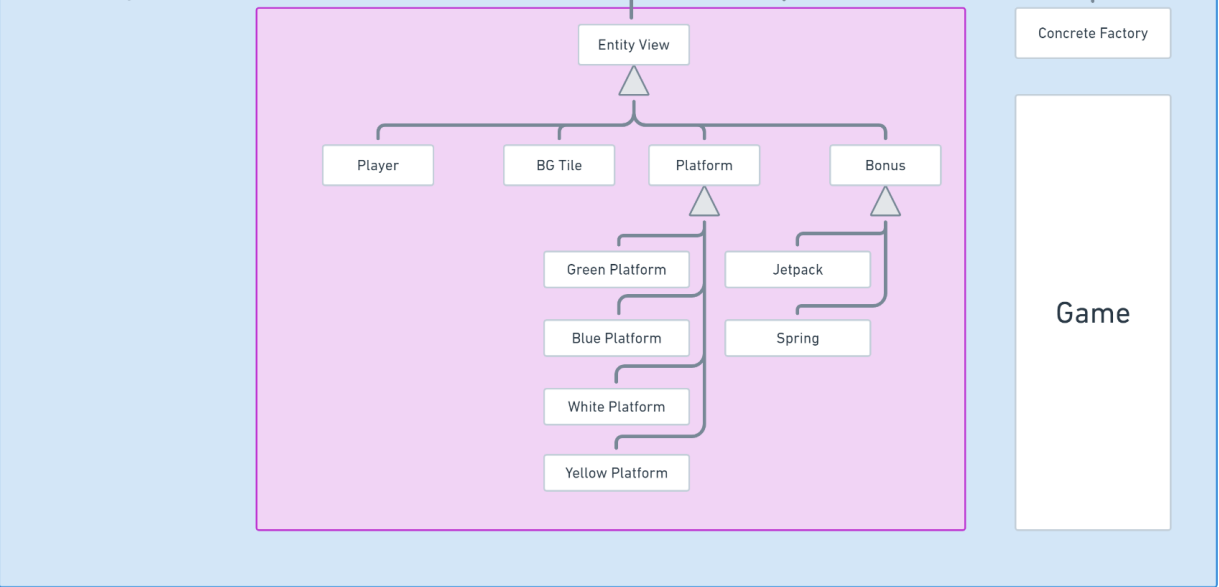 Entity View
Concrete Factory
Player
BG Tile
Platform
Bonus
Green Platform
Jetpack
Blue Platform
Spring
White Platform
Yellow Platform
Game